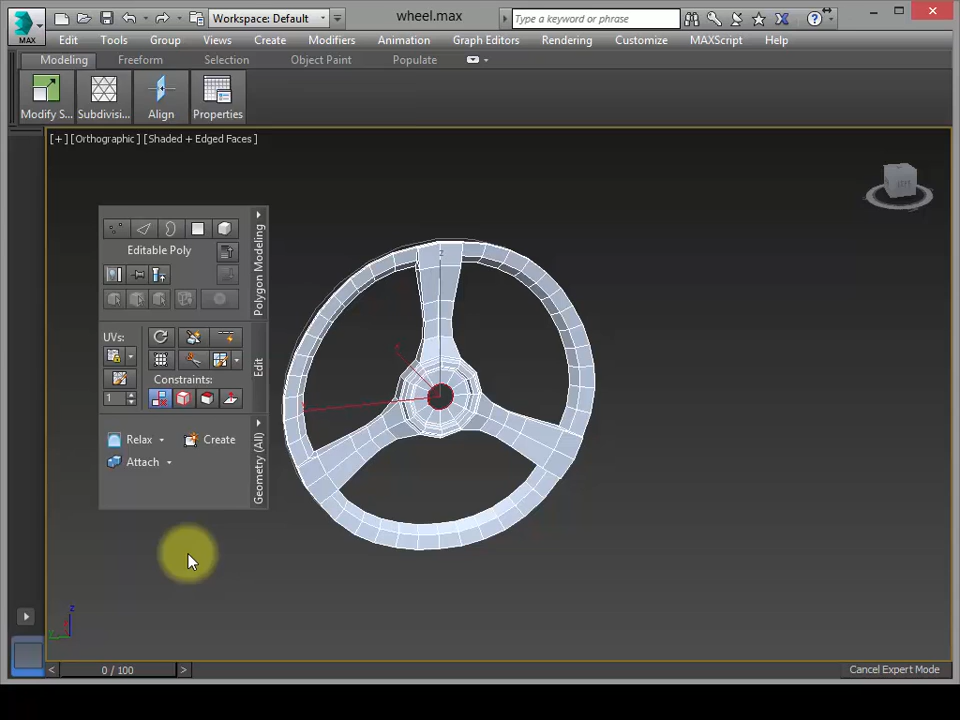 MAX
Workspace: Default
wheel.max
Type a keyword or phrase
Edit Tools Group Views Create Modifiers Animation Graph Editors Rendering Customize MAXScript Help
Modeling Freeform Selection Object Paint Populate
Modify S... Subdivisi... Align Properties
[+] [Orthographic] [Shaded + Edged Faces]
Editable Poly
Polygon Modeling
UVs:
Edit
Constraints:
1
Relax Create
Attach
Geometry (All)
z
z
0 / 100
Cancel Expert Mode